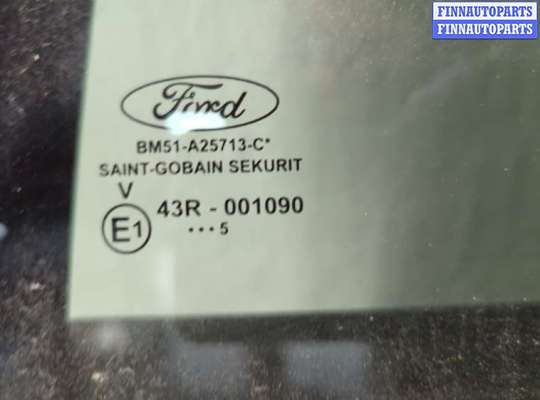 FINNAUTOPARTS
FINNAUTOPARTS
Ford
BM51-A25713-C*
SAINT-GOBAIN SEKURIT
V
E1 43R - 001090
••• 5